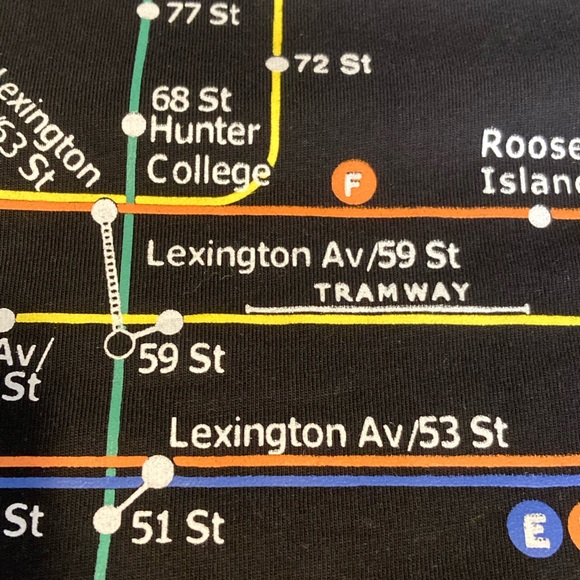 77 St
72 St
68 St
Hunter
College
Lexington
/63 St
F
Roose
Islan
Lexington Av/59 St
TRAMWAY
59 St
Av/
St
Lexington Av/53 St
St
51 St
E